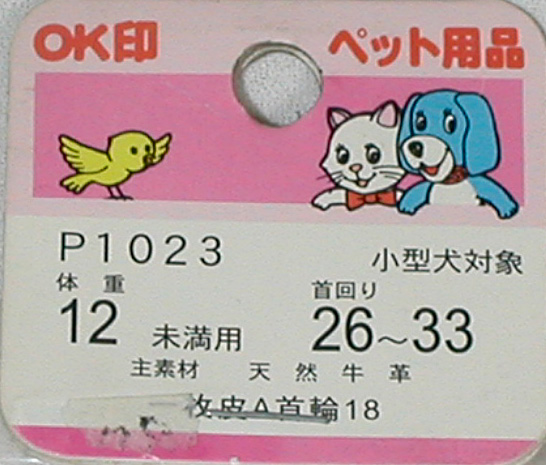 OK印 ペット用品
P1023 小型犬対象
体重 首回り
12 未満用 26～33
主素材 天然牛革
皮A首輪18